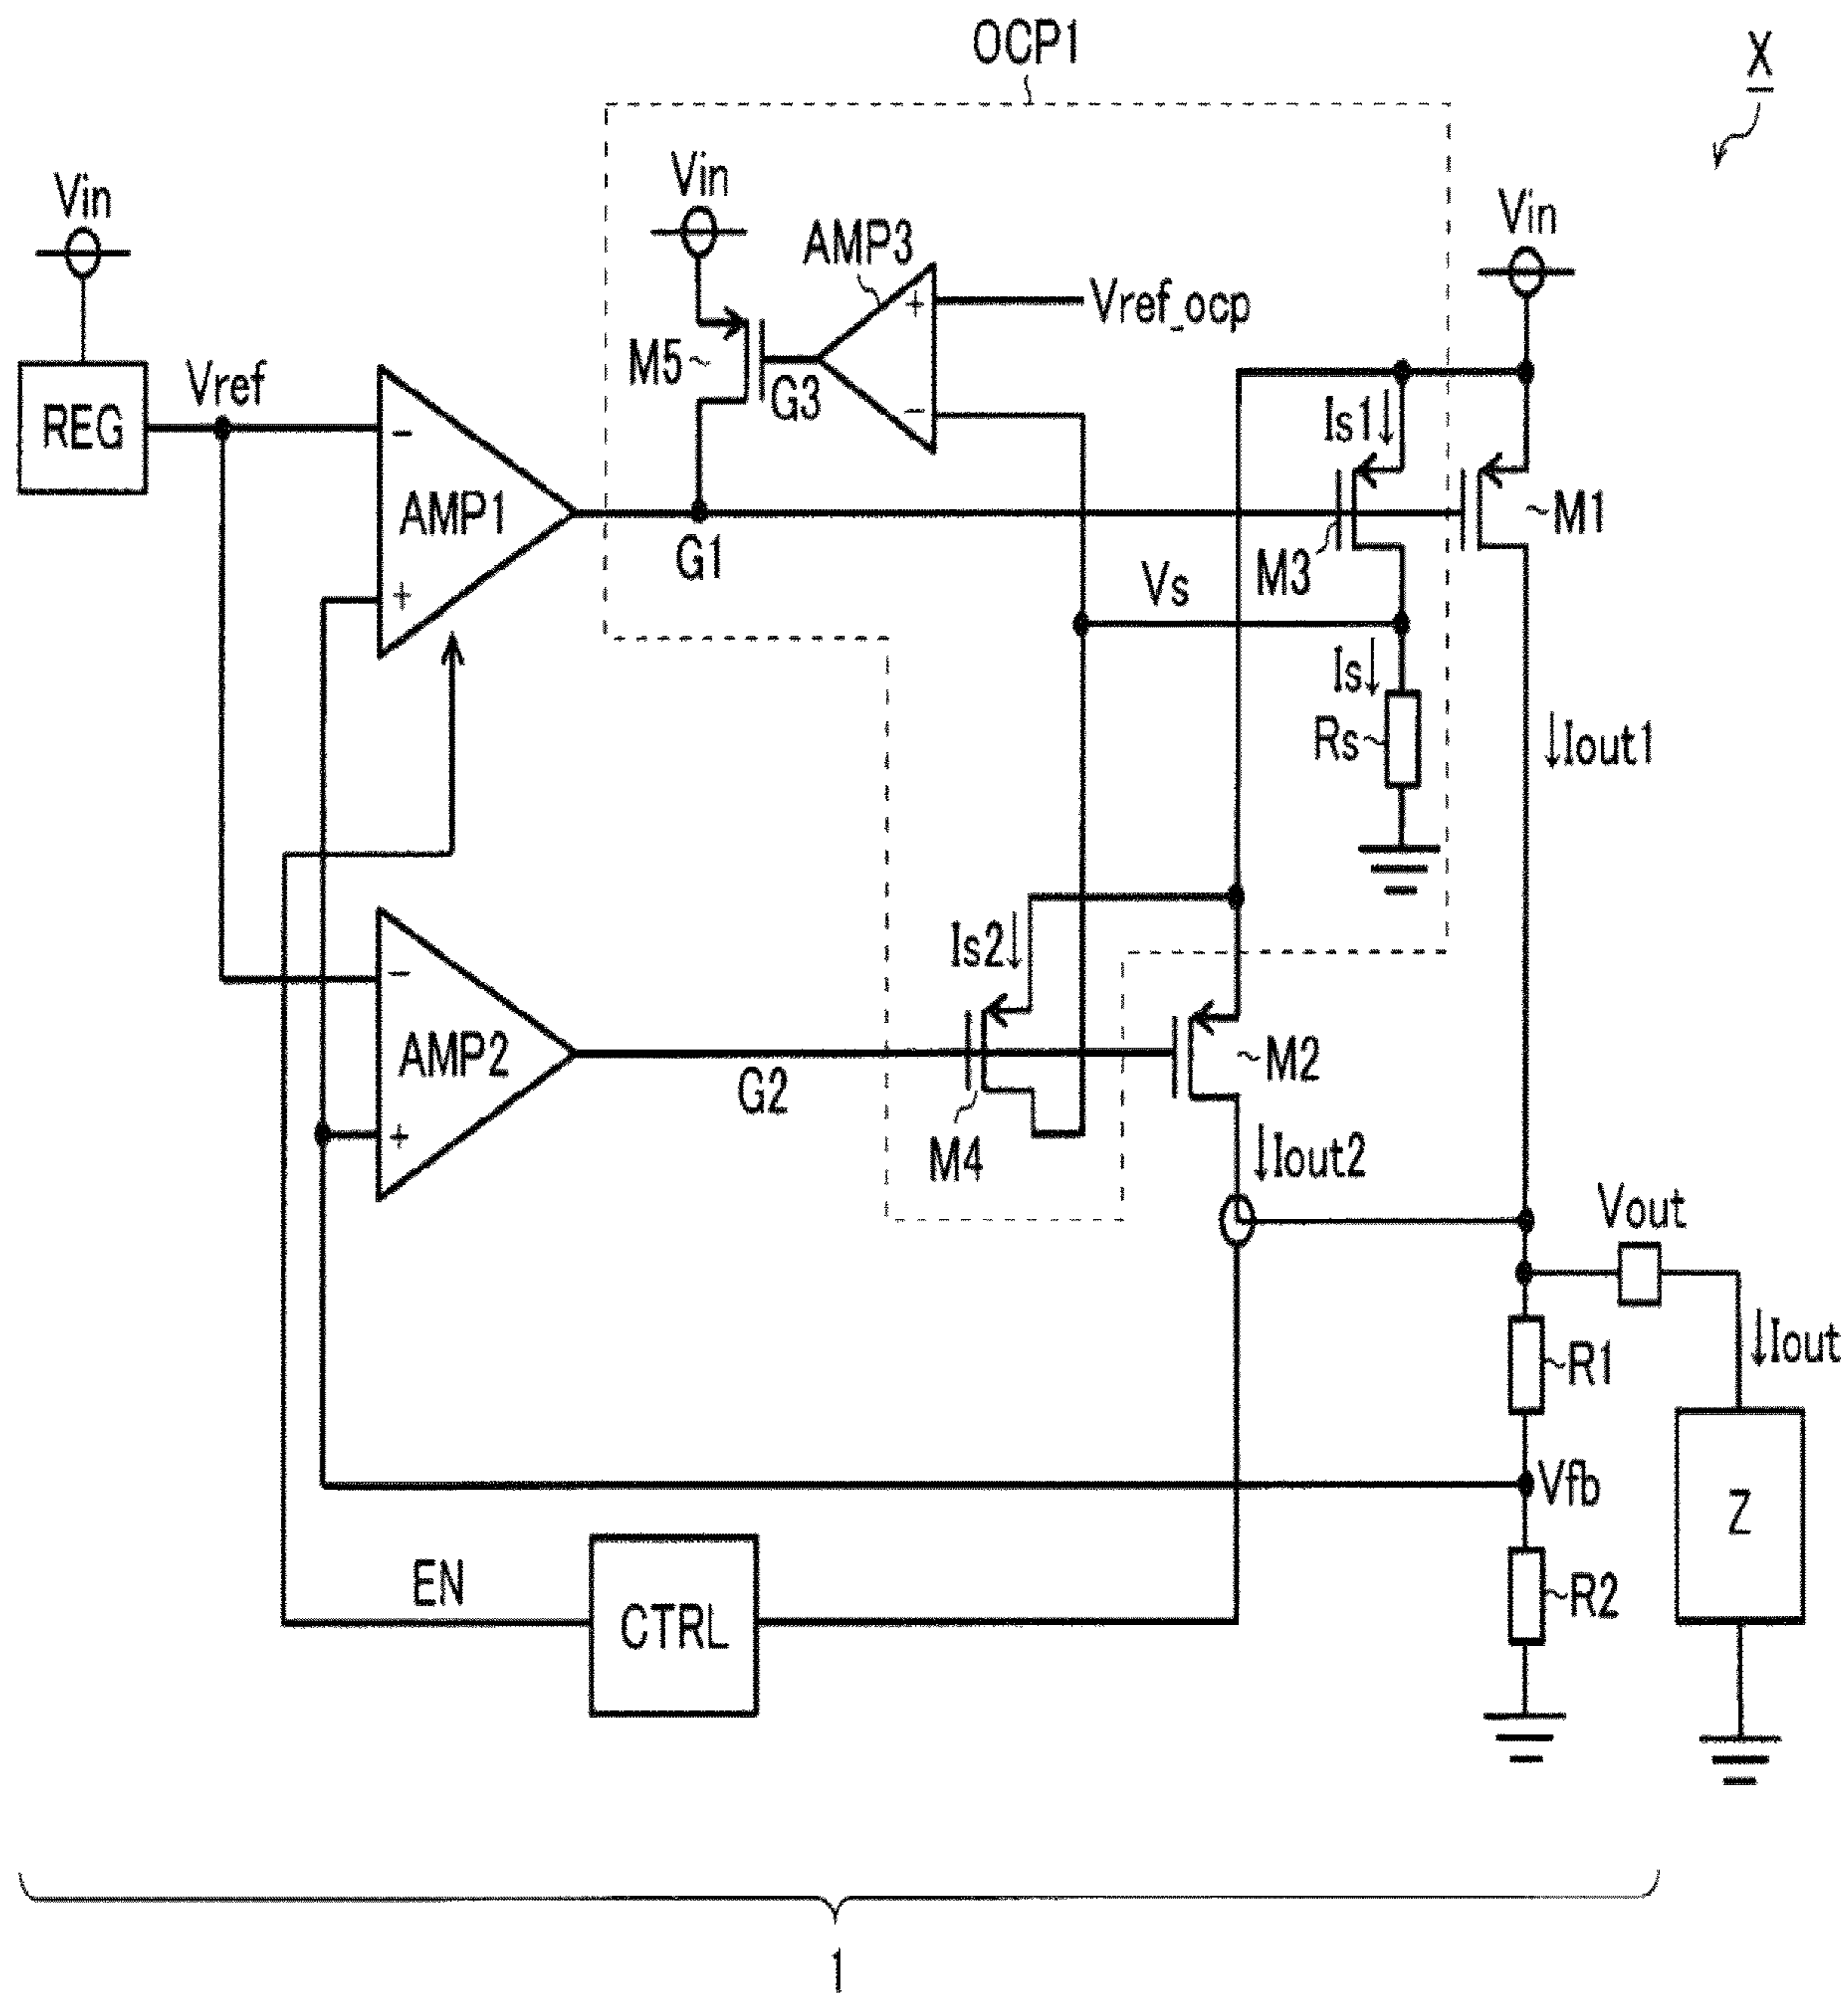 OCP1
X
Vin
Vin
Vin
AMP3
+
Vref_ocp
M5
G3
-
Vref
REG
-
AMP1
+
G1
Is1
M3
M1
Vs
Is
Rs
Iout1
Is2
-
AMP2
+
G2
M4
M2
Iout2
Vout
Iout
R1
Vfb
Z
R2
EN
CTRL
1